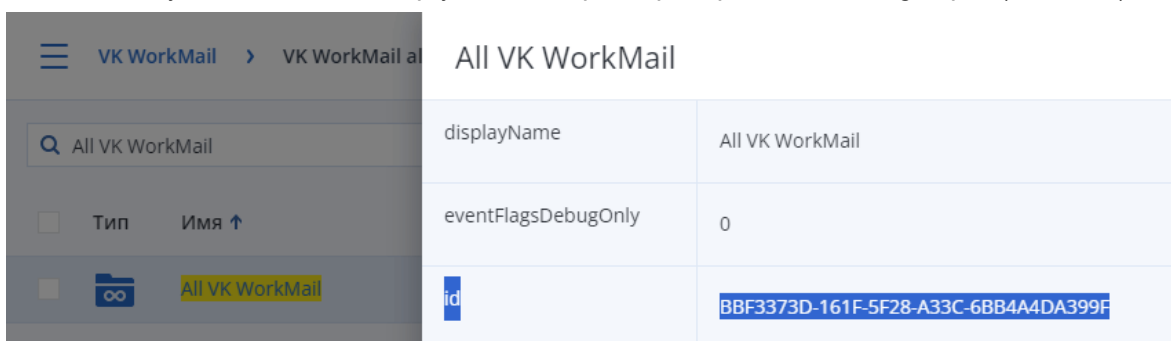 VK WorkMail > VK WorkMail al
All VK WorkMail
Тип Имя ↑
All VK WorkMail
All VK WorkMail
displayName All VK WorkMail
eventFlagsDebugOnly 0
id BBF3373D-161F-5F28-A33C-6BB4A4DA399F